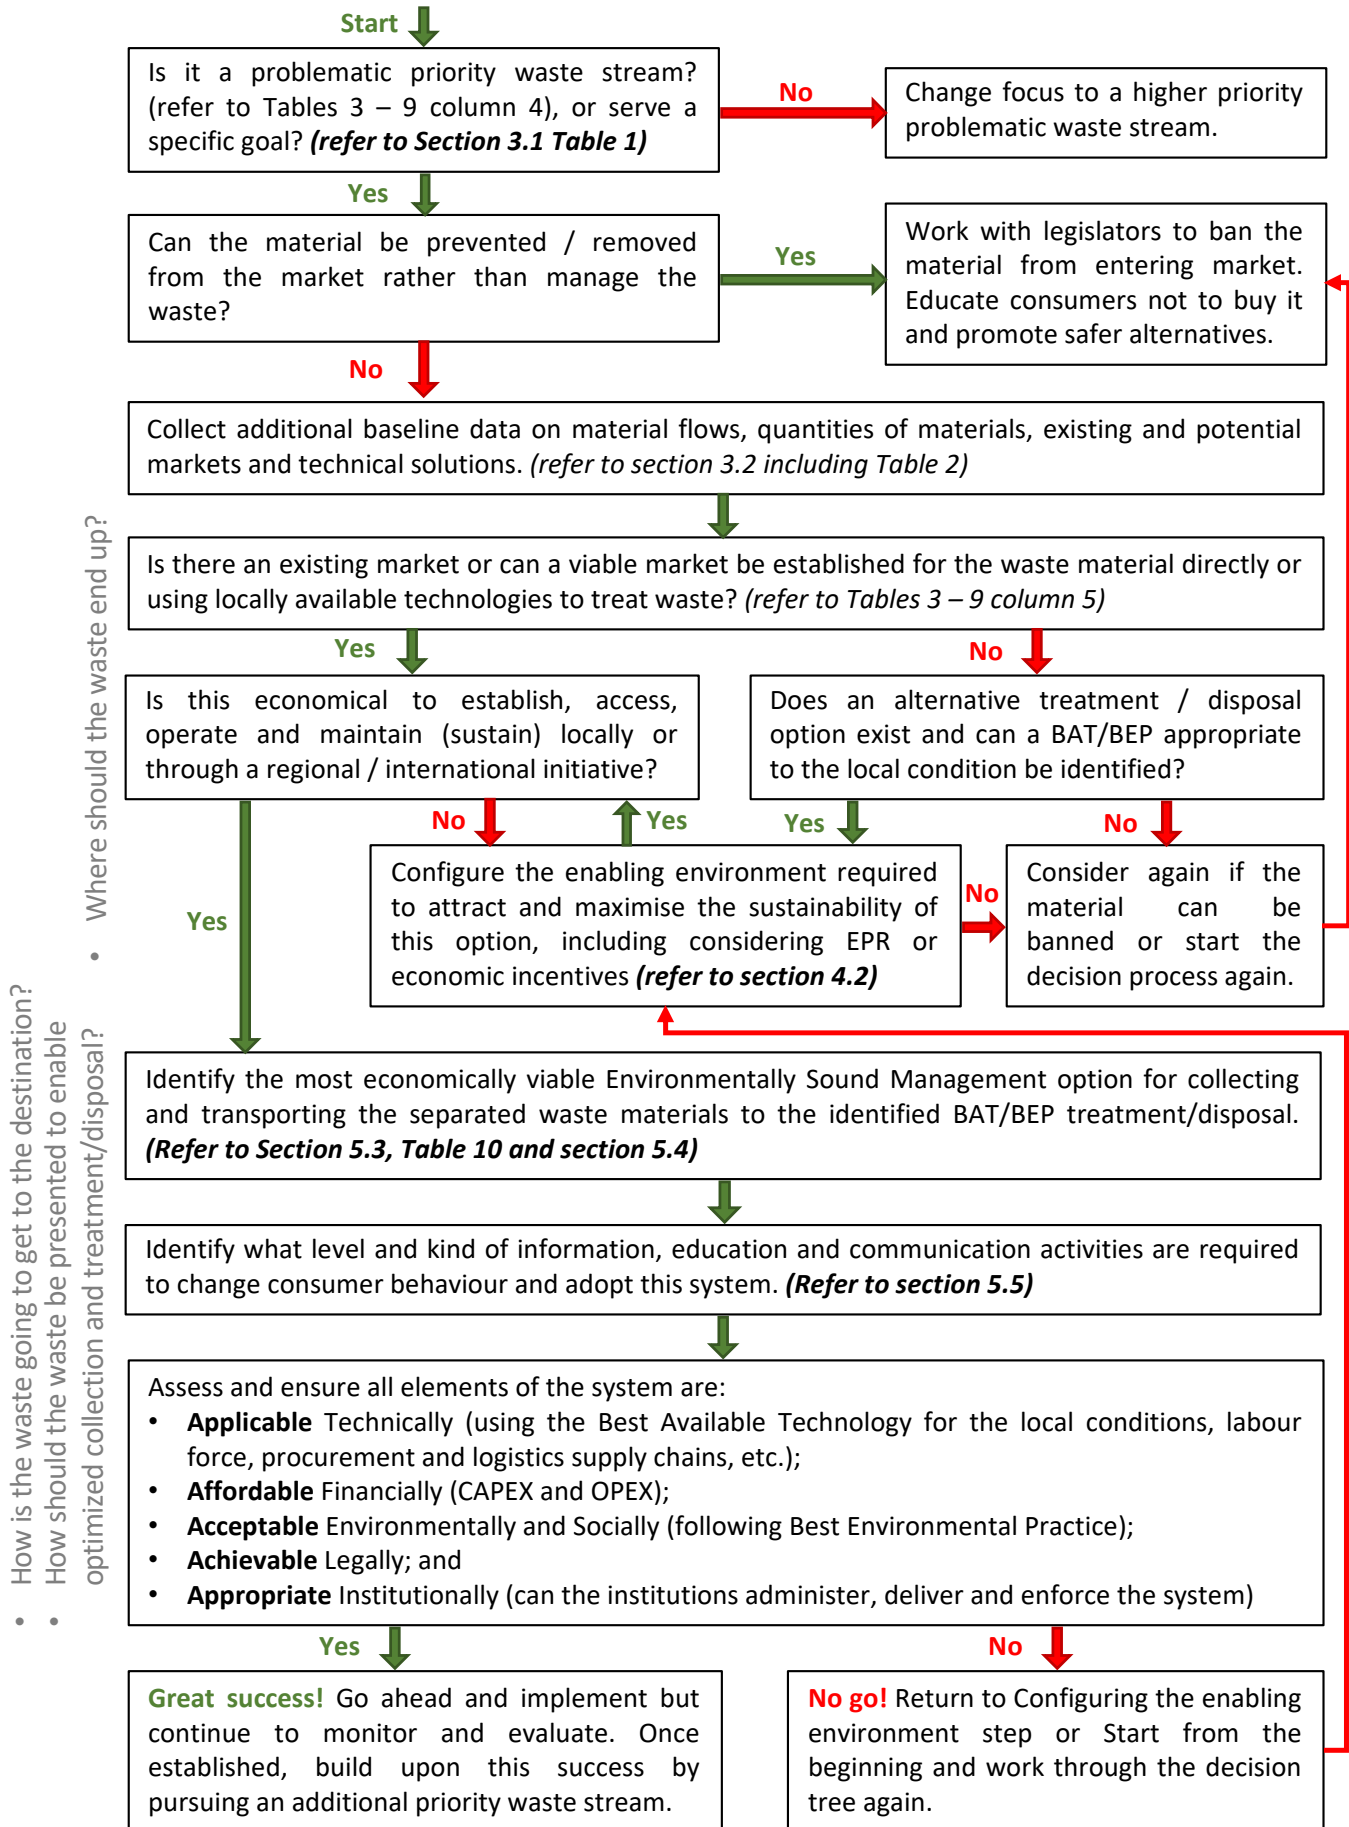 Start
Is it a problematic priority waste stream?
(refer to Tables 3 – 9 column 4), or serve a
specific goal? (refer to Section 3.1 Table 1)
No
Change focus to a higher priority
problematic waste stream.
Yes
Can the material be prevented / removed
from the market rather than manage the
waste?
Yes
Work with legislators to ban the
material from entering market.
Educate consumers not to buy it
and promote safer alternatives.
No
Collect additional baseline data on material flows, quantities of materials, existing and potential
markets and technical solutions. (refer to section 3.2 including Table 2)
• Where should the waste end up?
Is there an existing market or can a viable market be established for the waste material directly or
using locally available technologies to treat waste? (refer to Tables 3 – 9 column 5)
Yes
No
Is this economical to establish, access,
operate and maintain (sustain) locally or
through a regional / international initiative?
Does an alternative treatment / disposal
option exist and can a BAT/BEP appropriate
to the local condition be identified?
No
Yes
Yes
No
Yes
Configure the enabling environment required
to attract and maximise the sustainability of
this option, including considering EPR or
economic incentives (refer to section 4.2)
No
Consider again if the
material can be
banned or start the
decision process again.
• How is the waste going to get to the destination?
• How should the waste be presented to enable
optimized collection and treatment/disposal?
Identify the most economically viable Environmentally Sound Management option for collecting
and transporting the separated waste materials to the identified BAT/BEP treatment/disposal.
(Refer to Section 5.3, Table 10 and section 5.4)
Identify what level and kind of information, education and communication activities are required
to change consumer behaviour and adopt this system. (Refer to section 5.5)
Assess and ensure all elements of the system are:
• Applicable Technically (using the Best Available Technology for the local conditions, labour
force, procurement and logistics supply chains, etc.);
• Affordable Financially (CAPEX and OPEX);
• Acceptable Environmentally and Socially (following Best Environmental Practice);
• Achievable Legally; and
• Appropriate Institutionally (can the institutions administer, deliver and enforce the system)
Yes
No
Great success! Go ahead and implement but
continue to monitor and evaluate. Once
established, build upon this success by
pursuing an additional priority waste stream.
No go! Return to Configuring the enabling
environment step or Start from the
beginning and work through the decision
tree again.